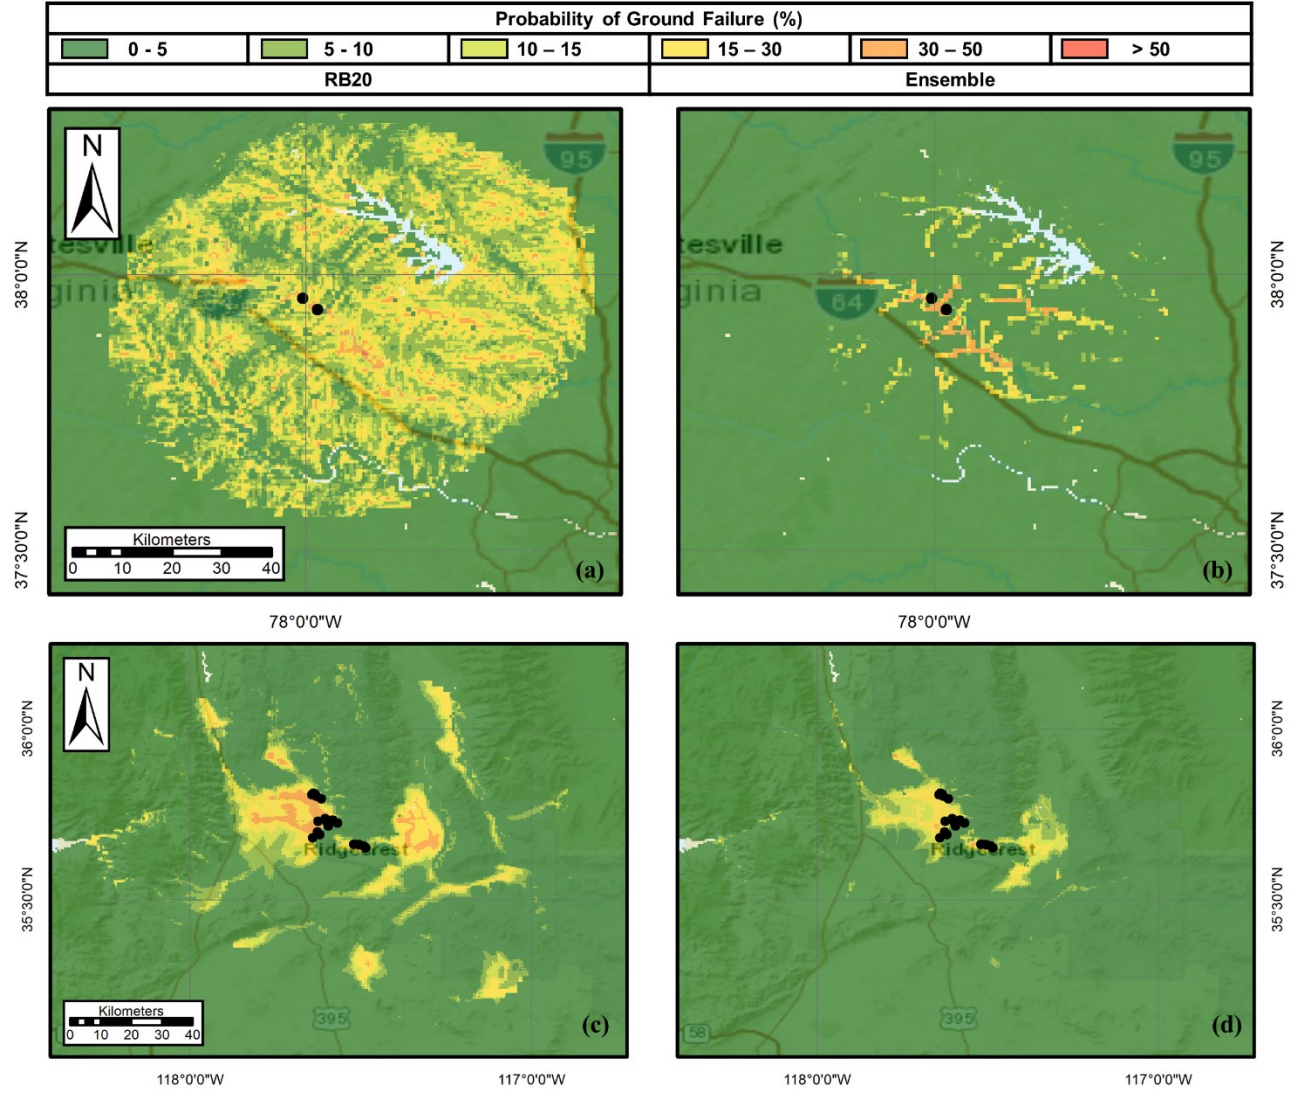 Probability of Ground Failure (%)
0 - 5
5 - 10
10 – 15
15 – 30
30 – 50
> 50
RB20
Ensemble
N
95
tesville
ginia
38°0'0"N
37°30'0"N
Kilometers
0 10 20 30 40
(a)
78°0'0"W
95
tesville
ginia
64
38°0'0"N
37°30'0"N
(b)
78°0'0"W
N
36°0'0"N
35°30'0"N
Ridgecrest
395
Kilometers
0 10 20 30 40
(c)
118°0'0"W
117°0'0"W
36°0'0"N
35°30'0"N
Ridgecrest
395
58
(d)
118°0'0"W
117°0'0"W